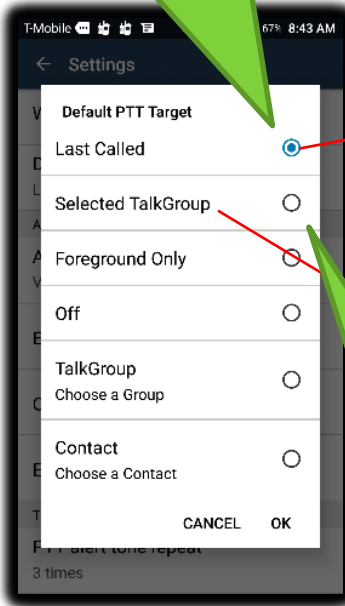 T-Mobile 67% 8:43 AM
Settings
Default PTT Target
Last Called
Selected TalkGroup
Foreground Only
Off
TalkGroup
Choose a Group
Contact
Choose a Contact
CANCEL OK
PTT alert tone repeat
3 times